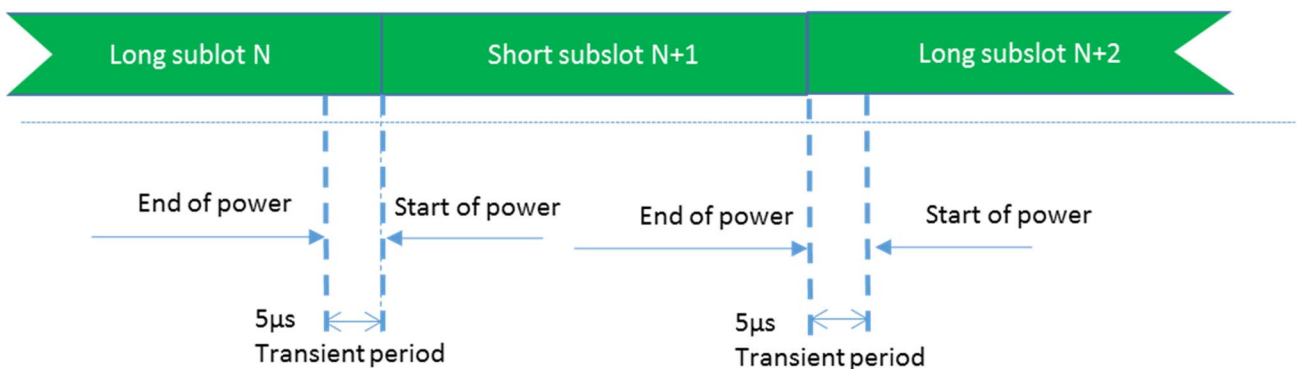 Long sublot N
Short subslot N+1
Long subslot N+2
End of power
Start of power
End of power
Start of power
5µs
Transient period
5µs
Transient period